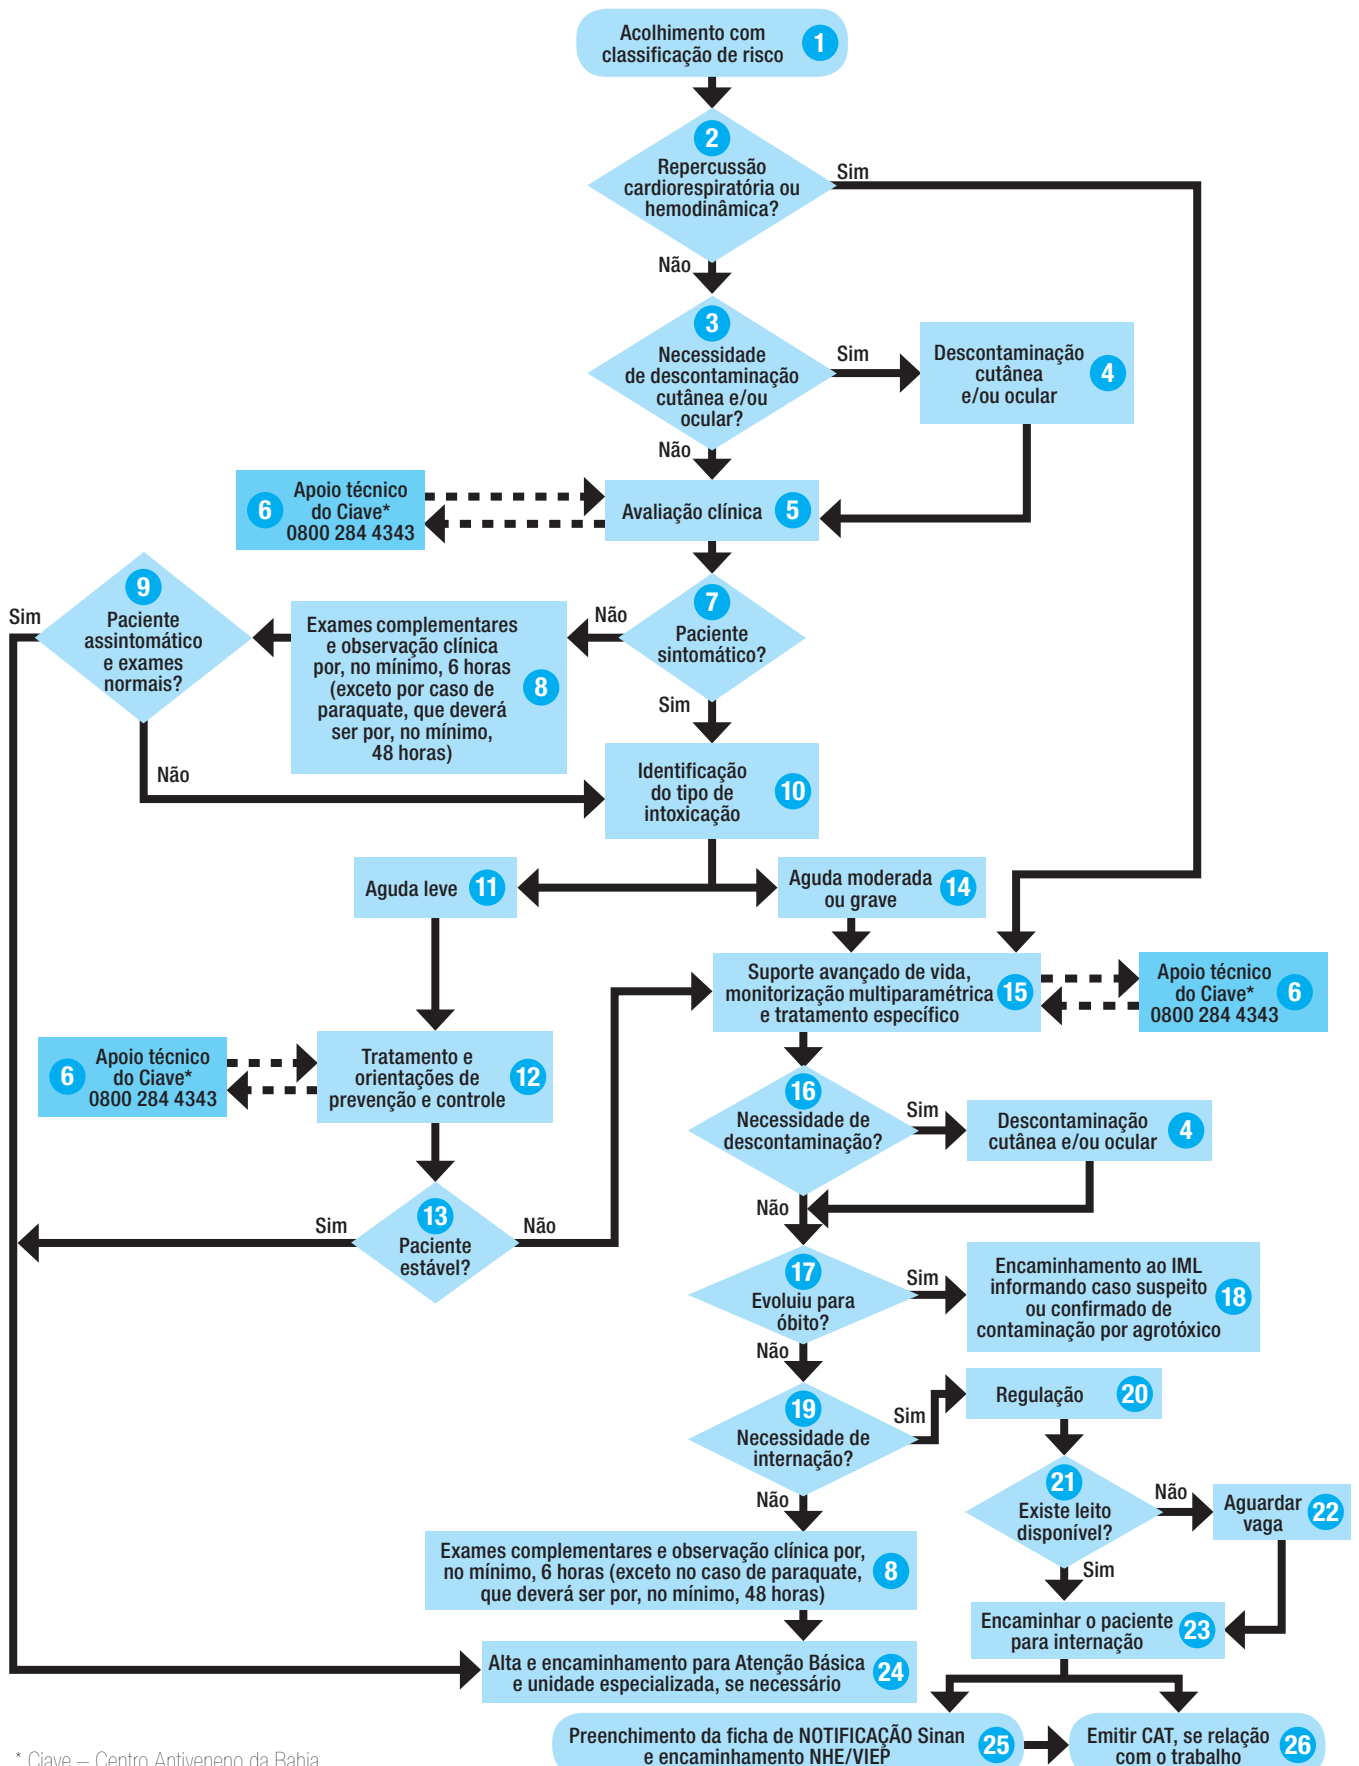 Acolhimento com
classificação de risco
1
2
Repercussão
cardiorespiratória ou
hemodinâmica?
Sim
Não
3
Necessidade
de descontaminação
cutânea e/ou
ocular?
Sim
Descontaminação
cutânea
e/ou ocular
4
Não
6
Apoio técnico
do Ciave*
0800 284 4343
Avaliação clínica
5
7
Paciente
sintomático?
Não
Exames complementares
e observação clínica
por, no mínimo, 6 horas
(exceto por caso de
paraquate, que deverá
ser por, no mínimo,
48 horas)
8
9
Paciente
assintomático
e exames
normais?
Sim
Não
Sim
Identificação
do tipo de
intoxicação
10
Aguda leve
11
Aguda moderada
ou grave
14
Suporte avançado de vida,
monitorização multiparamétrica
e tratamento específico
15
Apoio técnico
do Ciave*
0800 284 4343
6
6
Apoio técnico
do Ciave*
0800 284 4343
Tratamento e
orientações de
prevenção e controle
12
13
Paciente
estável?
Sim
Não
16
Necessidade de
descontaminação?
Sim
Descontaminação
cutânea e/ou ocular
4
Não
17
Evoluiu para
óbito?
Sim
Encaminhamento ao IML
informando caso suspeito
ou confirmado de
contaminação por agrotóxico
18
Não
19
Necessidade de
internação?
Sim
Regulação
20
21
Existe leito
disponível?
Não
Aguardar
vaga
22
Sim
Encaminhar o paciente
para internação
23
Não
Exames complementares e observação clínica por,
no mínimo, 6 horas (exceto no caso de paraquate,
que deverá ser por, no mínimo, 48 horas)
8
Alta e encaminhamento para Atenção Básica
e unidade especializada, se necessário
24
Preenchimento da ficha de NOTIFICAÇÃO Sinan
e encaminhamento NHE/VIEP
25
Emitir CAT, se relação
com o trabalho
26
* Ciave – Centro Antiveneno da Bahia